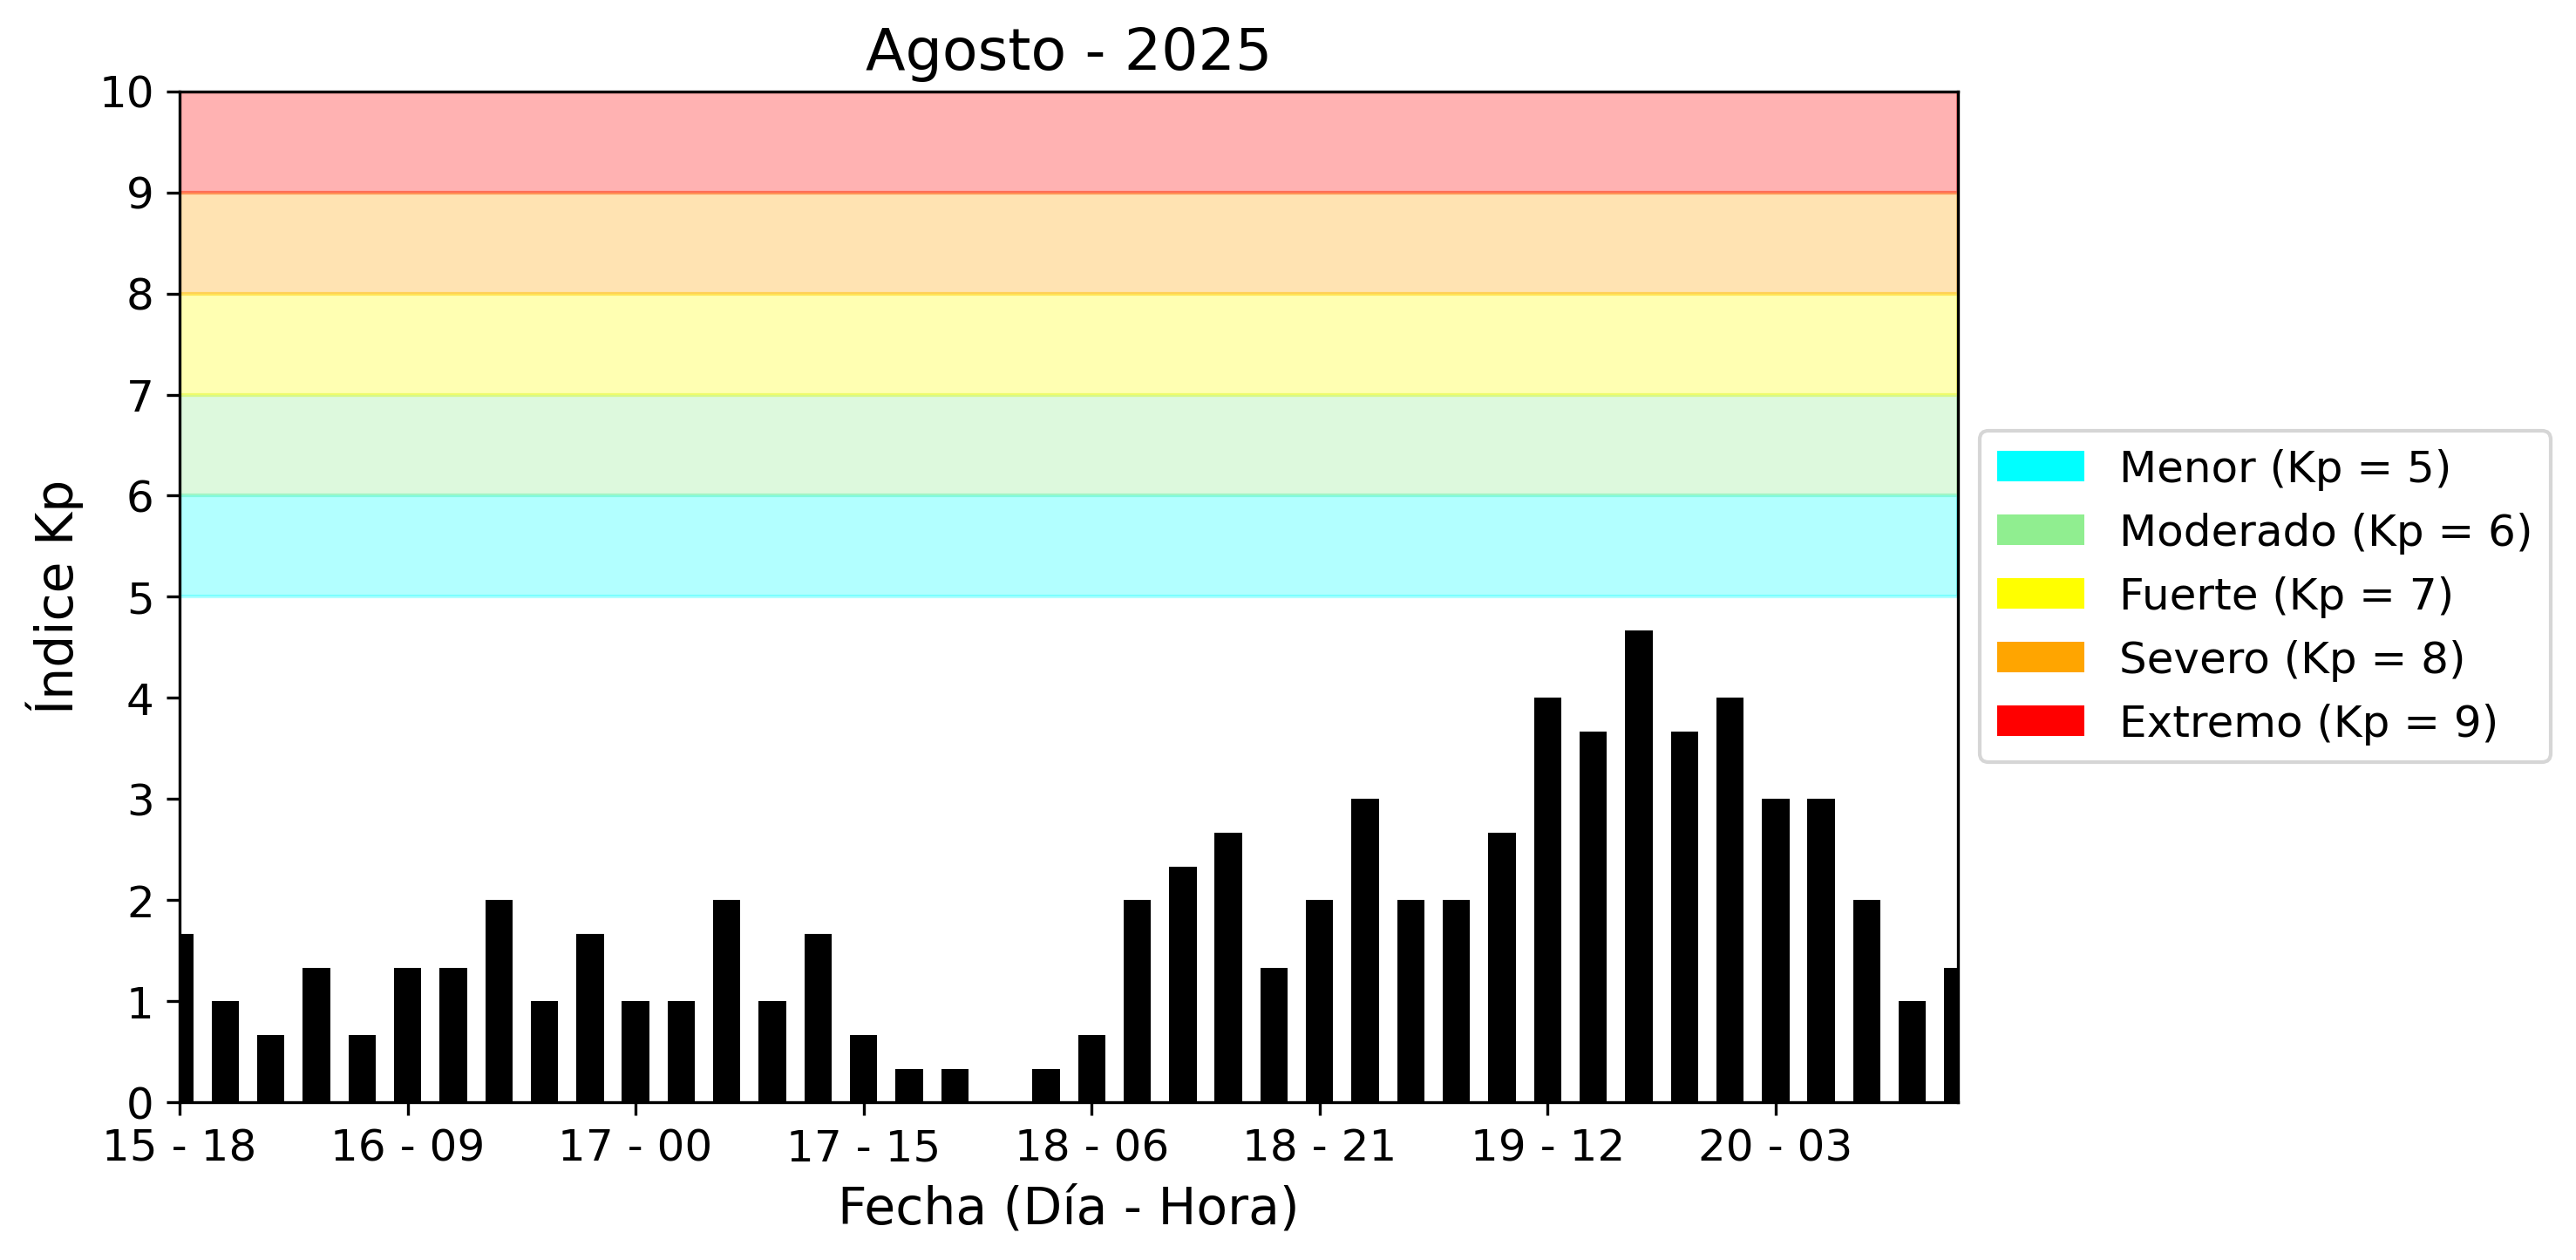 Agosto - 2025
10
9
8
7
6
5
4
3
2
1
0
Índice Kp
15 - 18
16 - 09
17 - 00
17 - 15
18 - 06
18 - 21
19 - 12
20 - 03
Fecha (Día - Hora)
Menor (Kp = 5)
Moderado (Kp = 6)
Fuerte (Kp = 7)
Severo (Kp = 8)
Extremo (Kp = 9)